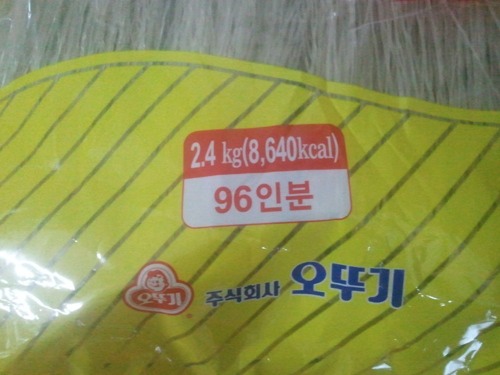 2.4 kg(8,640kcal)
96인분
오뚜기
주식회사 오뚜기